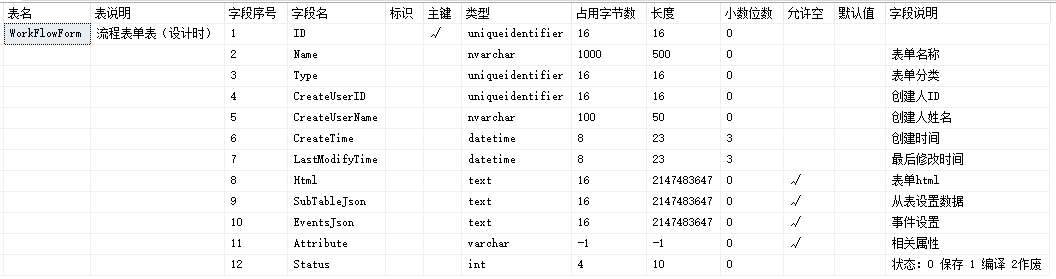 表名 表说明 字段序号 字段名 标识 主键 类型 占用字节数 长度 小数位数 允许空 默认值 字段说明
WorkFlowForm 流程表单表（设计时） 1 ID √ uniqueidentifier 16 16 0
2 Name nvarchar 1000 500 0 表单名称
3 Type uniqueidentifier 16 16 0 表单分类
4 CreateUserID uniqueidentifier 16 16 0 创建人ID
5 CreateUserName nvarchar 100 50 0 创建人姓名
6 CreateTime datetime 8 23 3 创建时间
7 LastModifyTime datetime 8 23 3 最后修改时间
8 Html text 16 2147483647 0 √ 表单html
9 SubTableJson text 16 2147483647 0 √ 从表设置数据
10 EventsJson text 16 2147483647 0 √ 事件设置
11 Attribute varchar -1 -1 0 √ 相关属性
12 Status int 4 10 0 状态：0 保存 1 编译 2作废